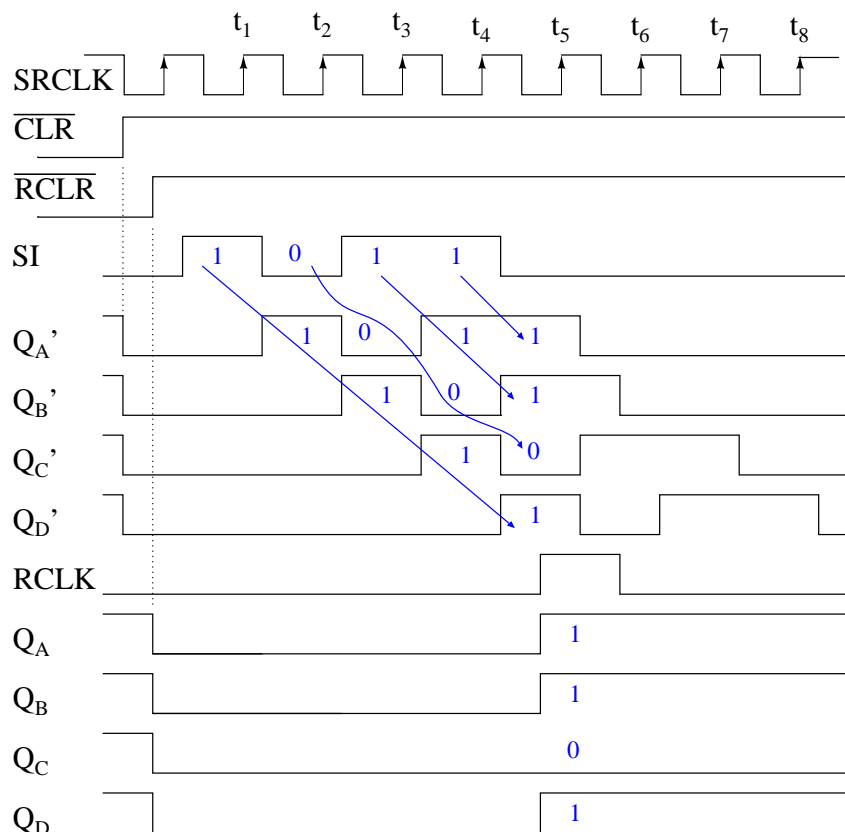 t1 t2 t3 t4 t5 t6 t7 t8
SRCLK
CLR
RCLR
SI 1 0 1 1
QA’ 1 0 1 1
QB’ 1 0 1
QC’ 1 0
QD’ 1
RCLK
QA 1
QB 1
QC 0
QD 1